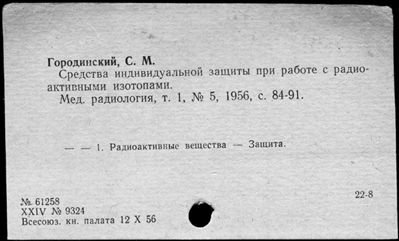 Городинский, С. М.
Средства индивидуальной защиты при работе с радио-
активными изотопами.
Мед. радиология, т. 1, № 5, 1956, с. 84-91.
— — 1. Радиоактивные вещества — Защита.
№ 61258
XXIV № 9324
Всесоюз. кн. палата 12 X 56
22-8